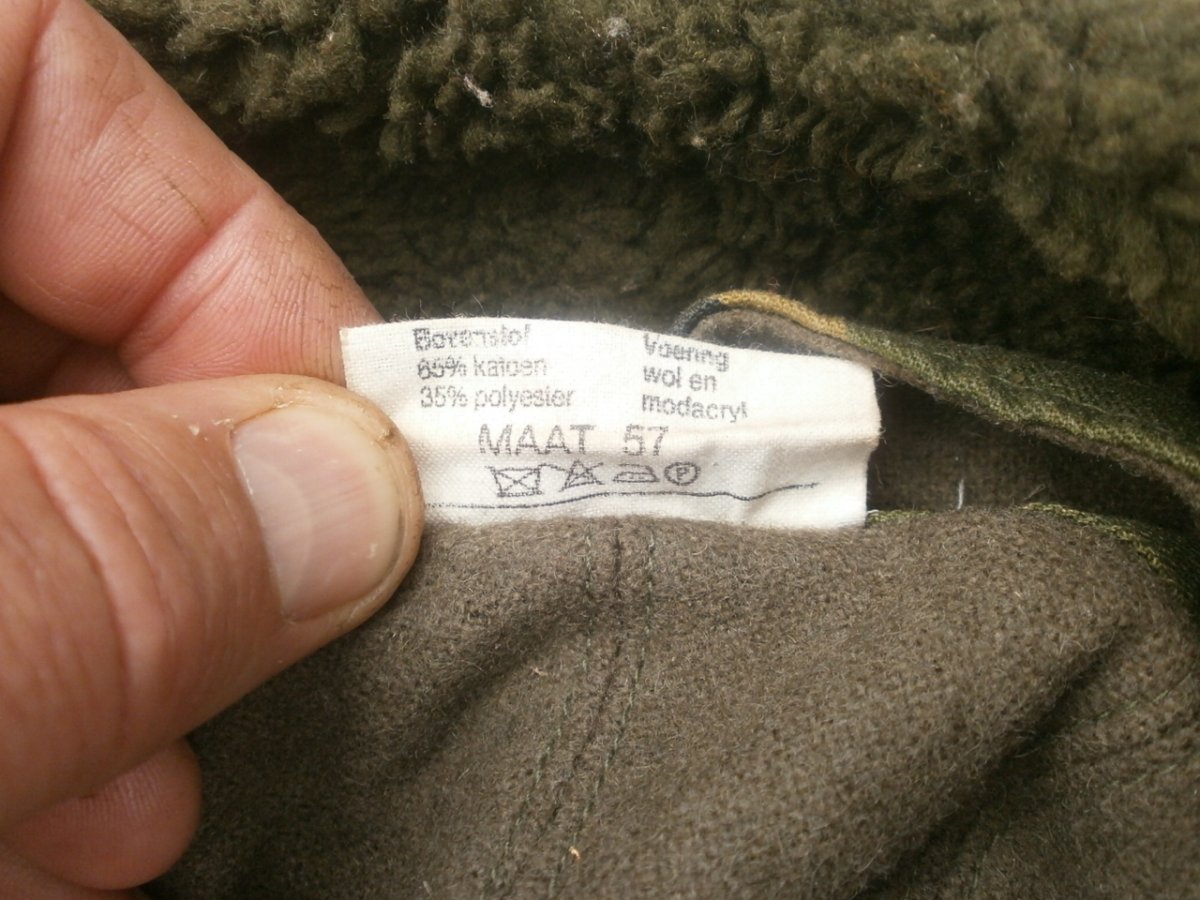 Bovenstof
65% katoen
35% polyester
Voering
wol en
modacryl
MAAT 57